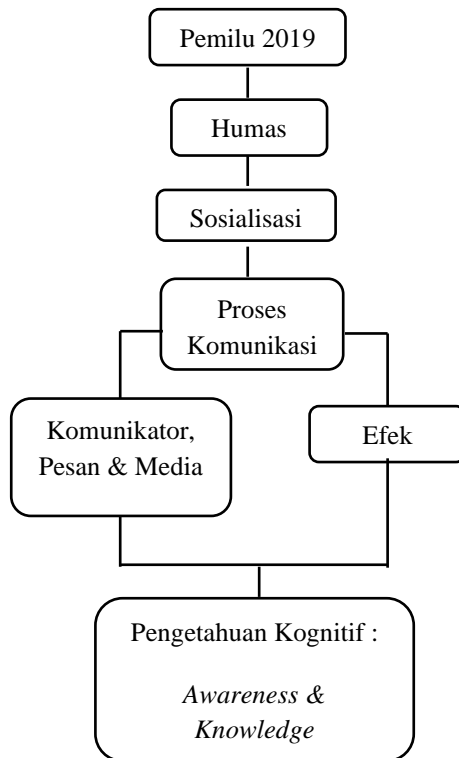 Pemilu 2019
Humas
Sosialisasi
Proses
Komunikasi
Komunikator,
Pesan & Media
Efek
Pengetahuan Kognitif :
Awareness &
Knowledge